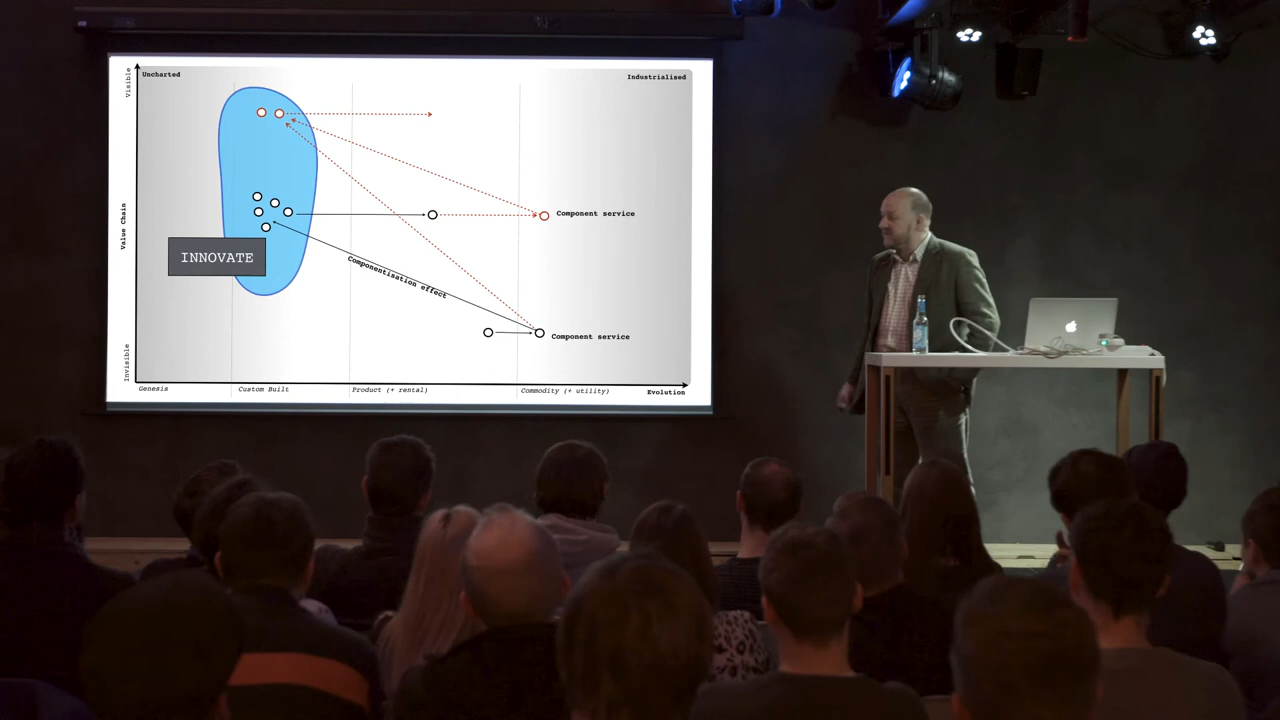 Uncharted
Industrialised
Visible
Value Chain
Invisible
INNOVATE
Component service
Componentisation effect
Component service
Genesis
Custom Built
Product (+ rental)
Commodity (+ utility)
Evolution